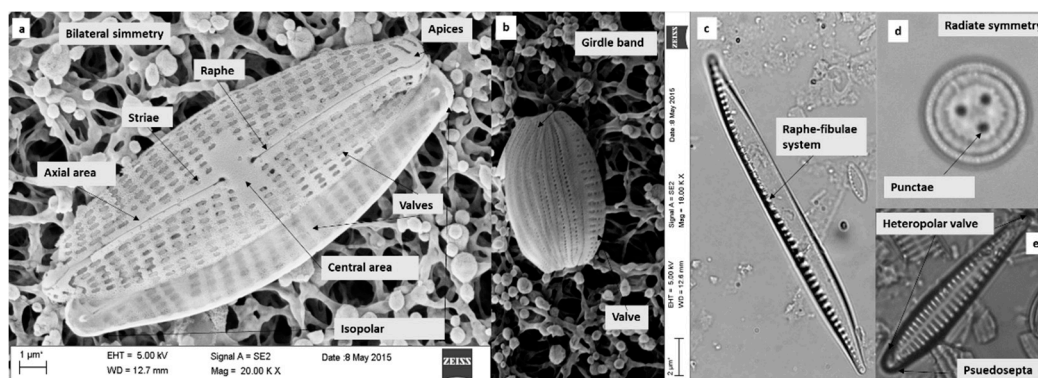 a
Bilateral simmetry
Apices
Raphe
Striae
Axial area
Valves
Central area
Isopolar
1 µm*
EHT = 5.00 kV
Signal A = SE2
Date :8 May 2015
WD = 12.7 mm
Mag = 20.00 K X
ZEISS
b
Girdle band
Valve
ZEISS
Date :8 May 2015
Signal A = SE2
Mag = 18.00 K X
EHT = 5.00 kV
WD = 12.6 mm
2 µm*
c
Raphe-fibulae
system
d
Radiate symmetry
Punctae
Heteropolar valve
e
Psuedosepta